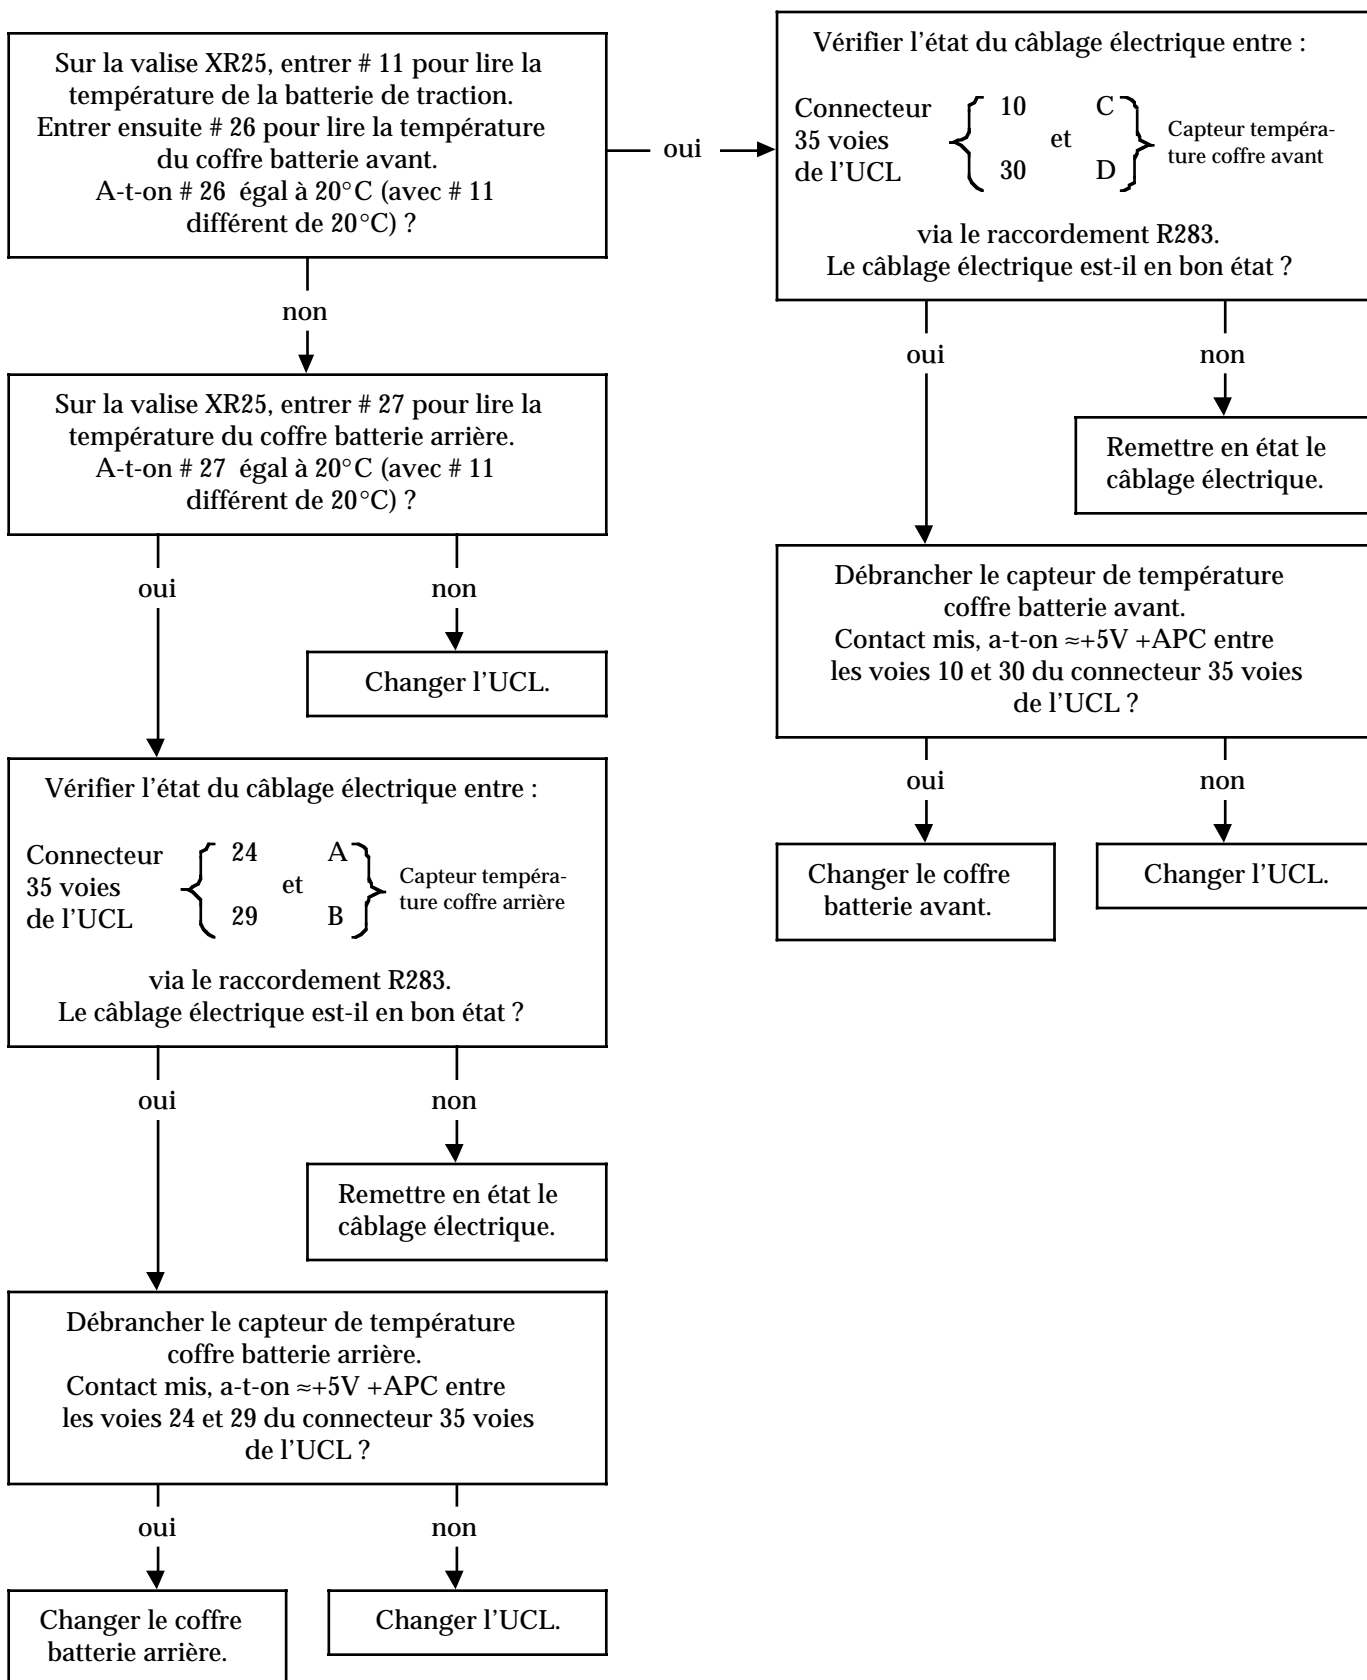 Sur la valise XR25, entrer # 11 pour lire la
température de la batterie de traction.
Entrer ensuite # 26 pour lire la température
du coffre batterie avant.
A-t-on # 26 égal à 20°C (avec # 11
différent de 20°C) ?
oui
Vérifier l'état du câblage électrique entre :
Connecteur
35 voies
de l'UCL
10
30
et
C
D
Capteur tempéra-
ture coffre avant
via le raccordement R283.
Le câblage électrique est-il en bon état ?
non
Sur la valise XR25, entrer # 27 pour lire la
température du coffre batterie arrière.
A-t-on # 27 égal à 20°C (avec # 11
différent de 20°C) ?
oui
non
Remettre en état le
câblage électrique.
oui
non
Changer l'UCL.
Débrancher le capteur de température
coffre batterie avant.
Contact mis, a-t-on ≈+5V +APC entre
les voies 10 et 30 du connecteur 35 voies
de l'UCL ?
oui
non
Changer le coffre
batterie avant.
Changer l'UCL.
Vérifier l'état du câblage électrique entre :
Connecteur
35 voies
de l'UCL
24
29
et
A
B
Capteur tempéra-
ture coffre arrière
via le raccordement R283.
Le câblage électrique est-il en bon état ?
oui
non
Remettre en état le
câblage électrique.
Débrancher le capteur de température
coffre batterie arrière.
Contact mis, a-t-on ≈+5V +APC entre
les voies 24 et 29 du connecteur 35 voies
de l'UCL ?
oui
non
Changer le coffre
batterie arrière.
Changer l'UCL.